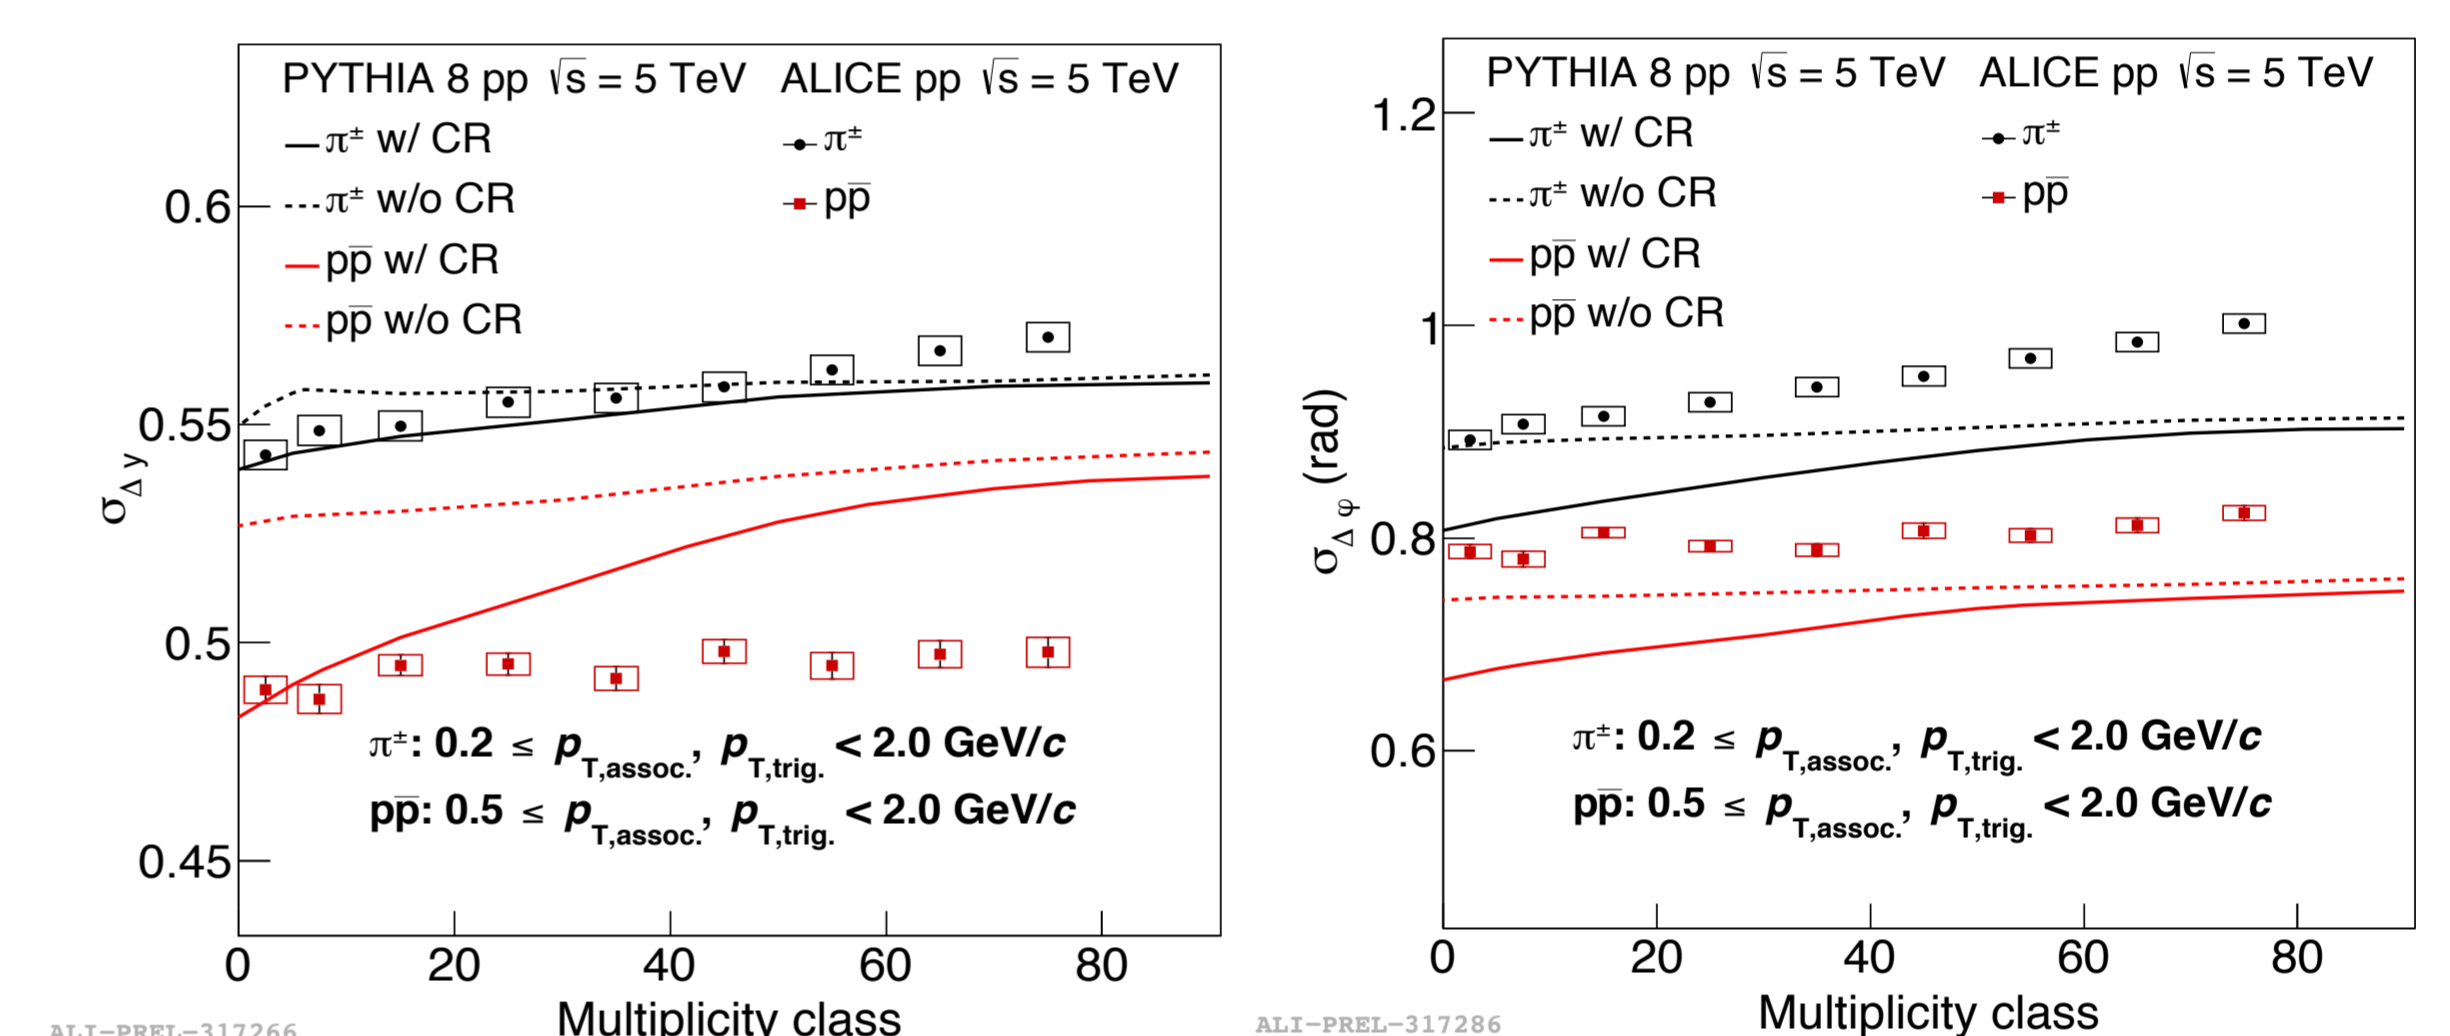 PYTHIA 8 pp √s = 5 TeV ALICE pp √s = 5 TeV
π± w/ CR π±
π± w/o CR pp̅
pp̅ w/ CR
pp̅ w/o CR
0.6
0.55
0.5
0.45
σΔy
π±: 0.2 ≤ pT,assoc., pT,trig. < 2.0 GeV/c
pp̅: 0.5 ≤ pT,assoc., pT,trig. < 2.0 GeV/c
0 20 40 60 80
Multiplicity class
ALI−PREL−317266
PYTHIA 8 pp √s = 5 TeV ALICE pp √s = 5 TeV
π± w/ CR π±
π± w/o CR pp̅
pp̅ w/ CR
pp̅ w/o CR
1.2
1
0.8
0.6
σΔφ (rad)
π±: 0.2 ≤ pT,assoc., pT,trig. < 2.0 GeV/c
pp̅: 0.5 ≤ pT,assoc., pT,trig. < 2.0 GeV/c
0 20 40 60 80
Multiplicity class
ALI−PREL−317286